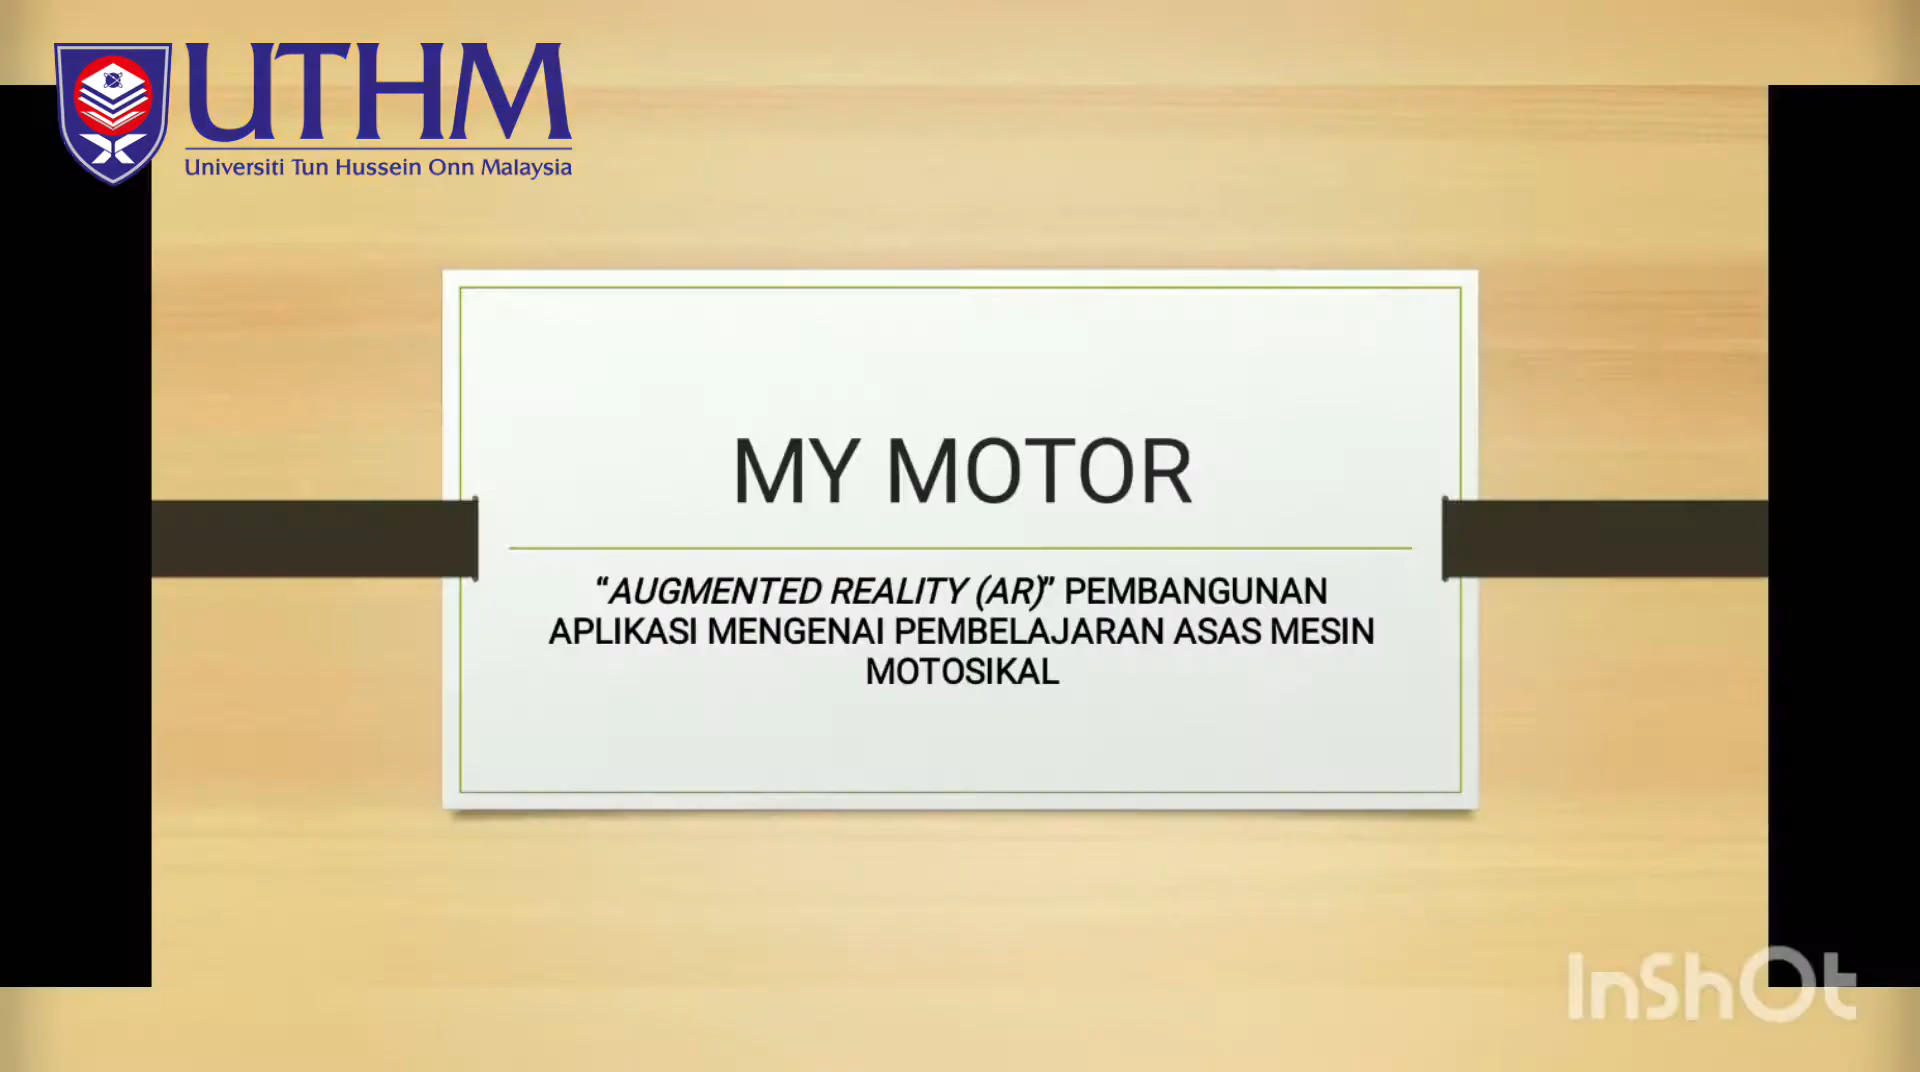 UTHM
Universiti Tun Hussein Onn Malaysia
MY MOTOR
“AUGMENTED REALITY (AR)” PEMBANGUNAN
APLIKASI MENGENAI PEMBELAJARAN ASAS MESIN
MOTOSIKAL
InShOt